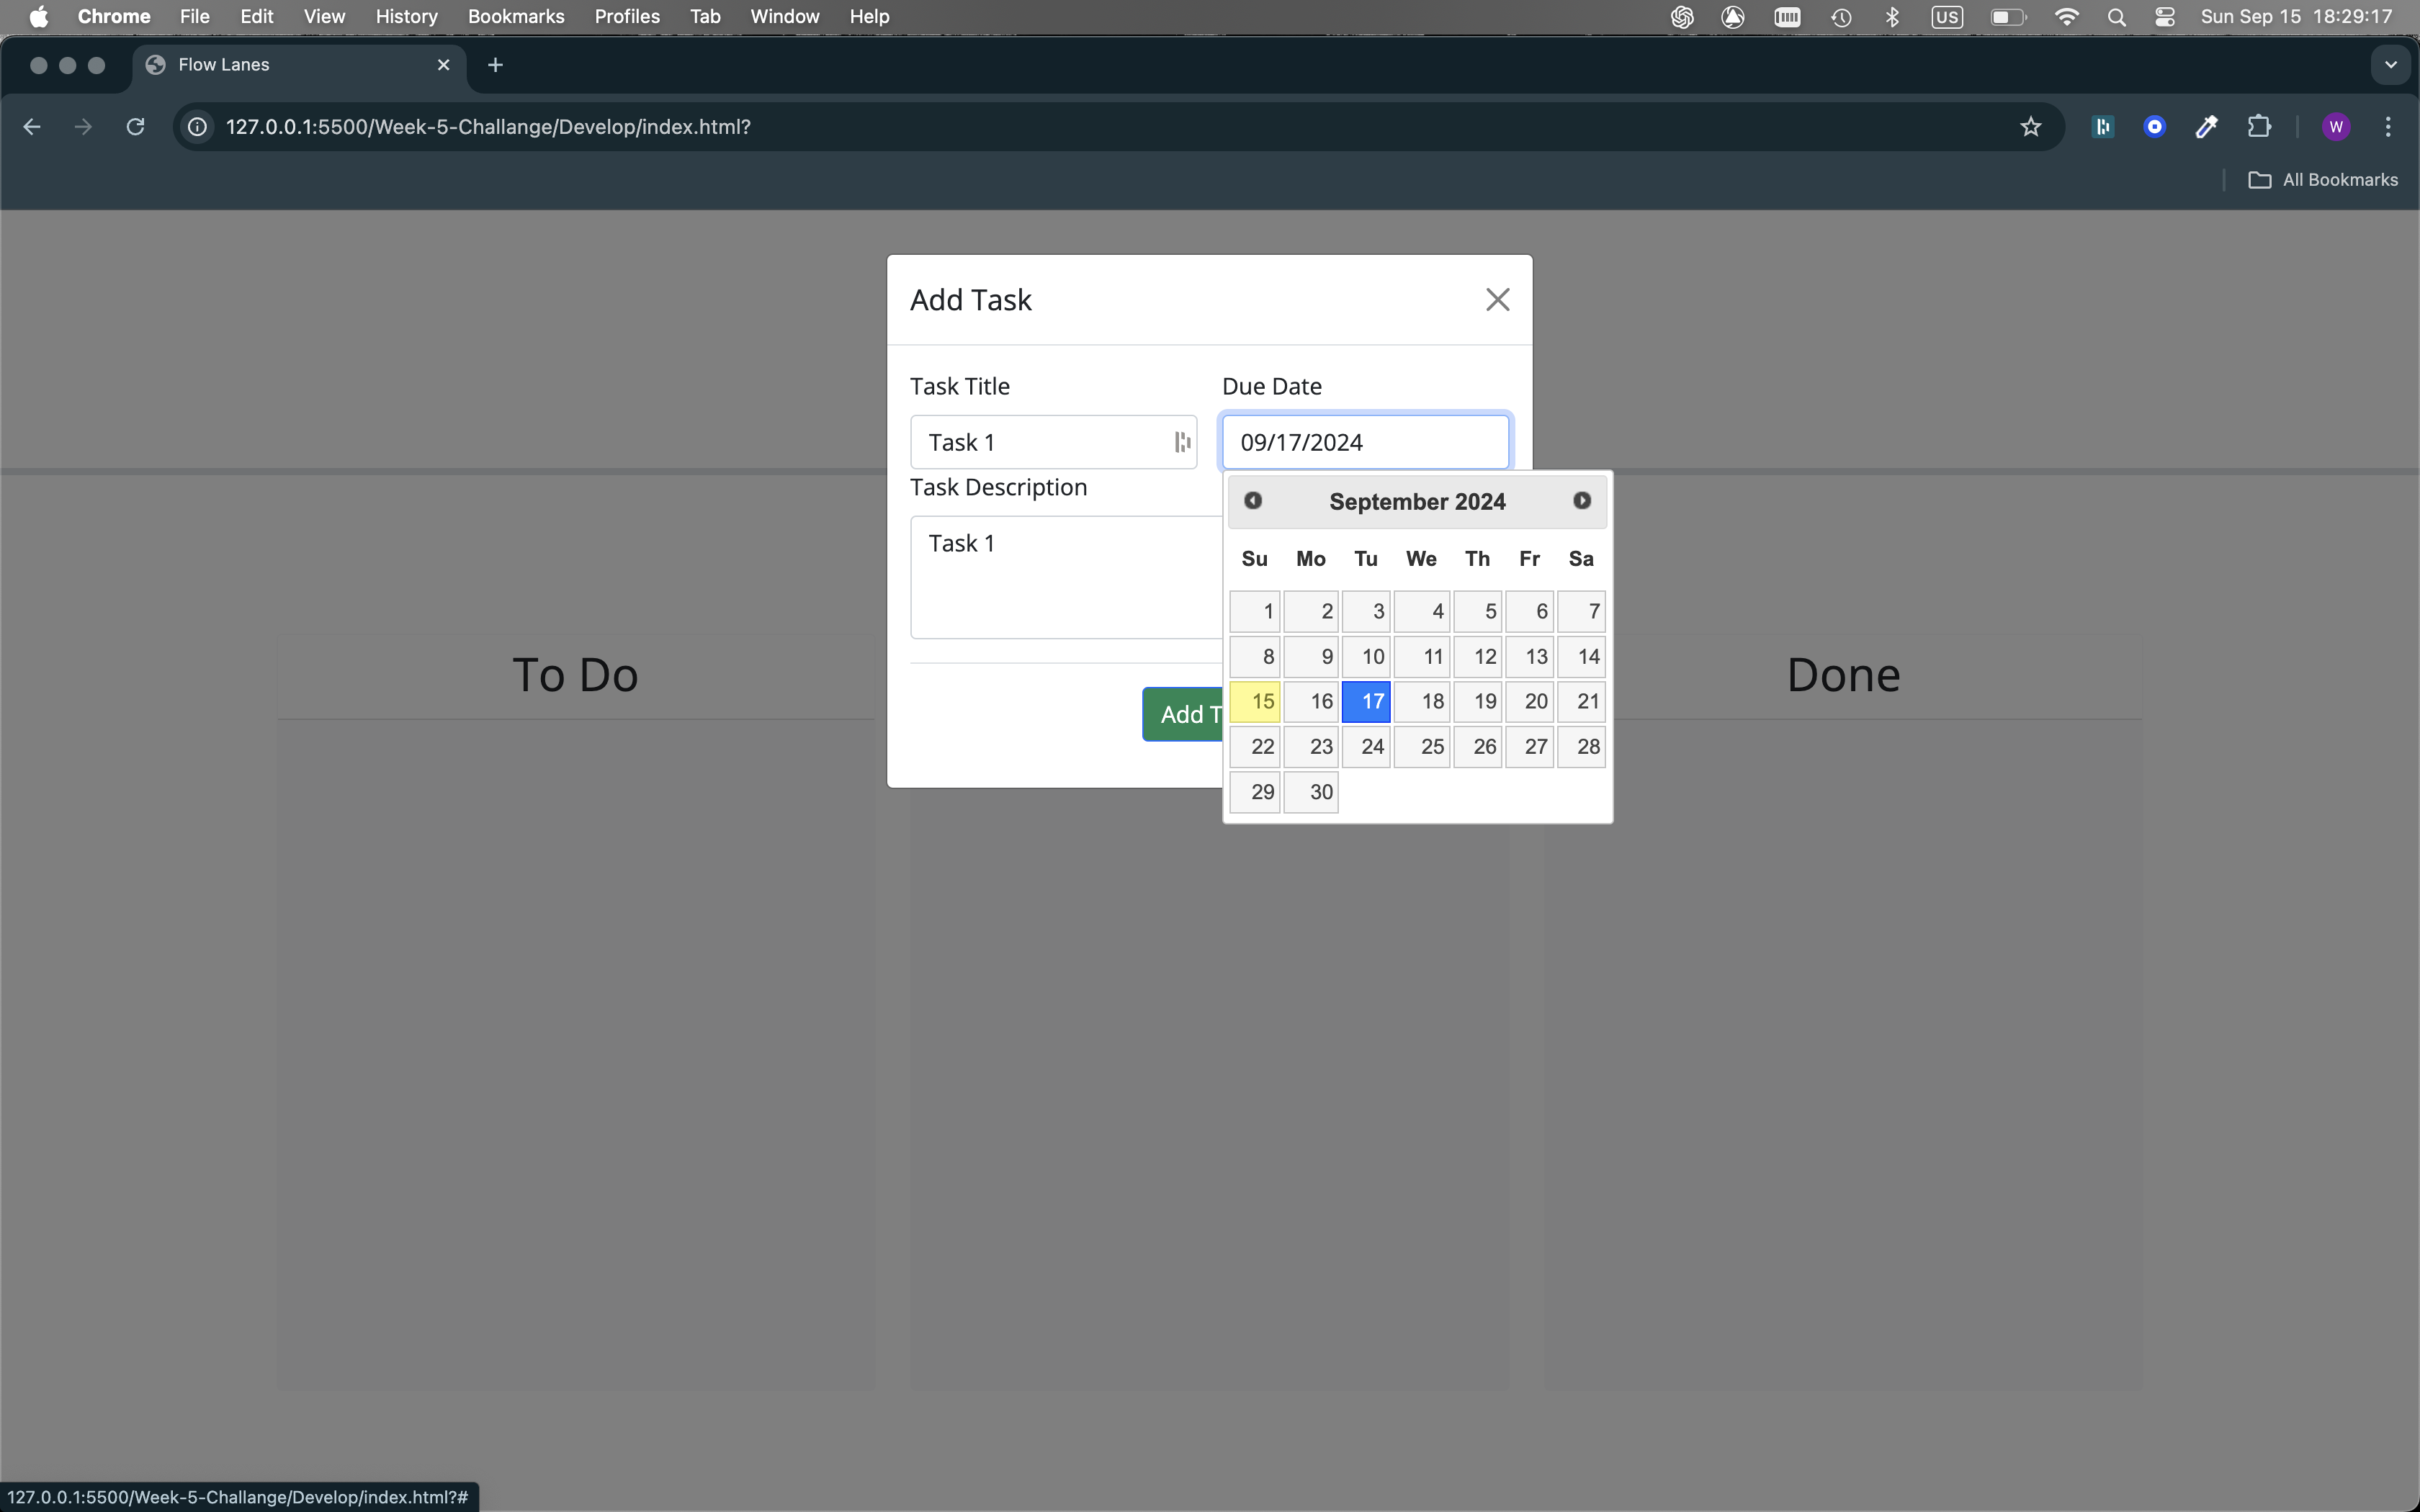 Chrome File Edit View History Bookmarks Profiles Tab Window Help US Sun Sep 15 18:29:17
Flow Lanes
127.0.0.1:5500/Week-5-Challange/Develop/index.html? W
All Bookmarks
Add Task
Task Title Due Date
Task 1 09/17/2024
Task Description
Task 1
September 2024
Su Mo Tu We Th Fr Sa
1 2 3 4 5 6 7
8 9 10 11 12 13 14
15 16 17 18 19 20 21
22 23 24 25 26 27 28
29 30
Add T
To Do Done
127.0.0.1:5500/Week-5-Challange/Develop/index.html?#